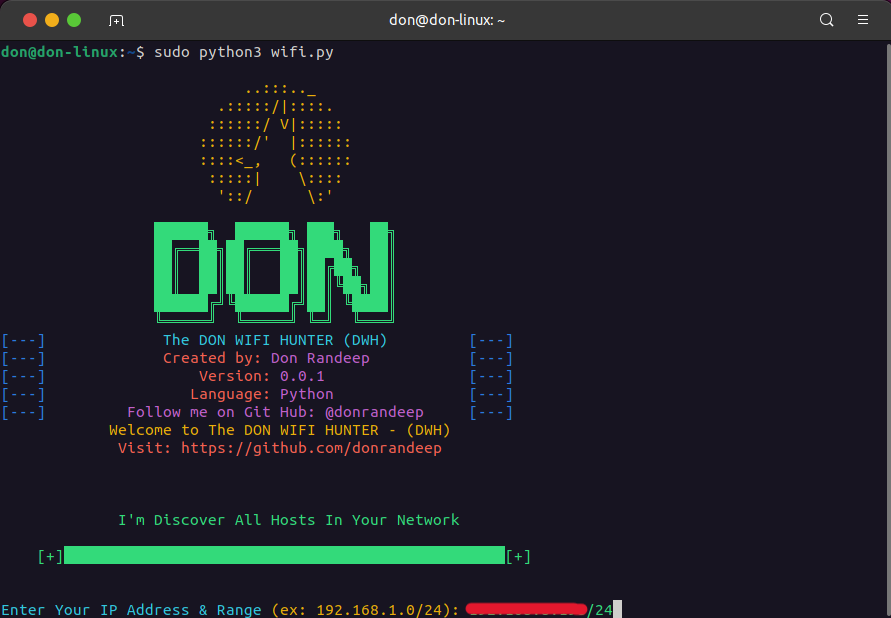 don@don-linux: ~
don@don-linux:~$ sudo python3 wifi.py
..:::.._
.:::::/|::::.
::::::/ V|:::::
::::::/' |::::::
::::<_, (::::::
:::::| \::::
'::/ \:'
DON
[---] The DON WIFI HUNTER (DWH) [---]
[---] Created by: Don Randeep [---]
[---] Version: 0.0.1 [---]
[---] Language: Python [---]
[---] Follow me on Git Hub: @donrandeep [---]
Welcome to The DON WIFI HUNTER - (DWH)
Visit: https://github.com/donrandeep
I'm Discover All Hosts In Your Network
[+] [+]
Enter Your IP Address & Range (ex: 192.168.1.0/24): /24